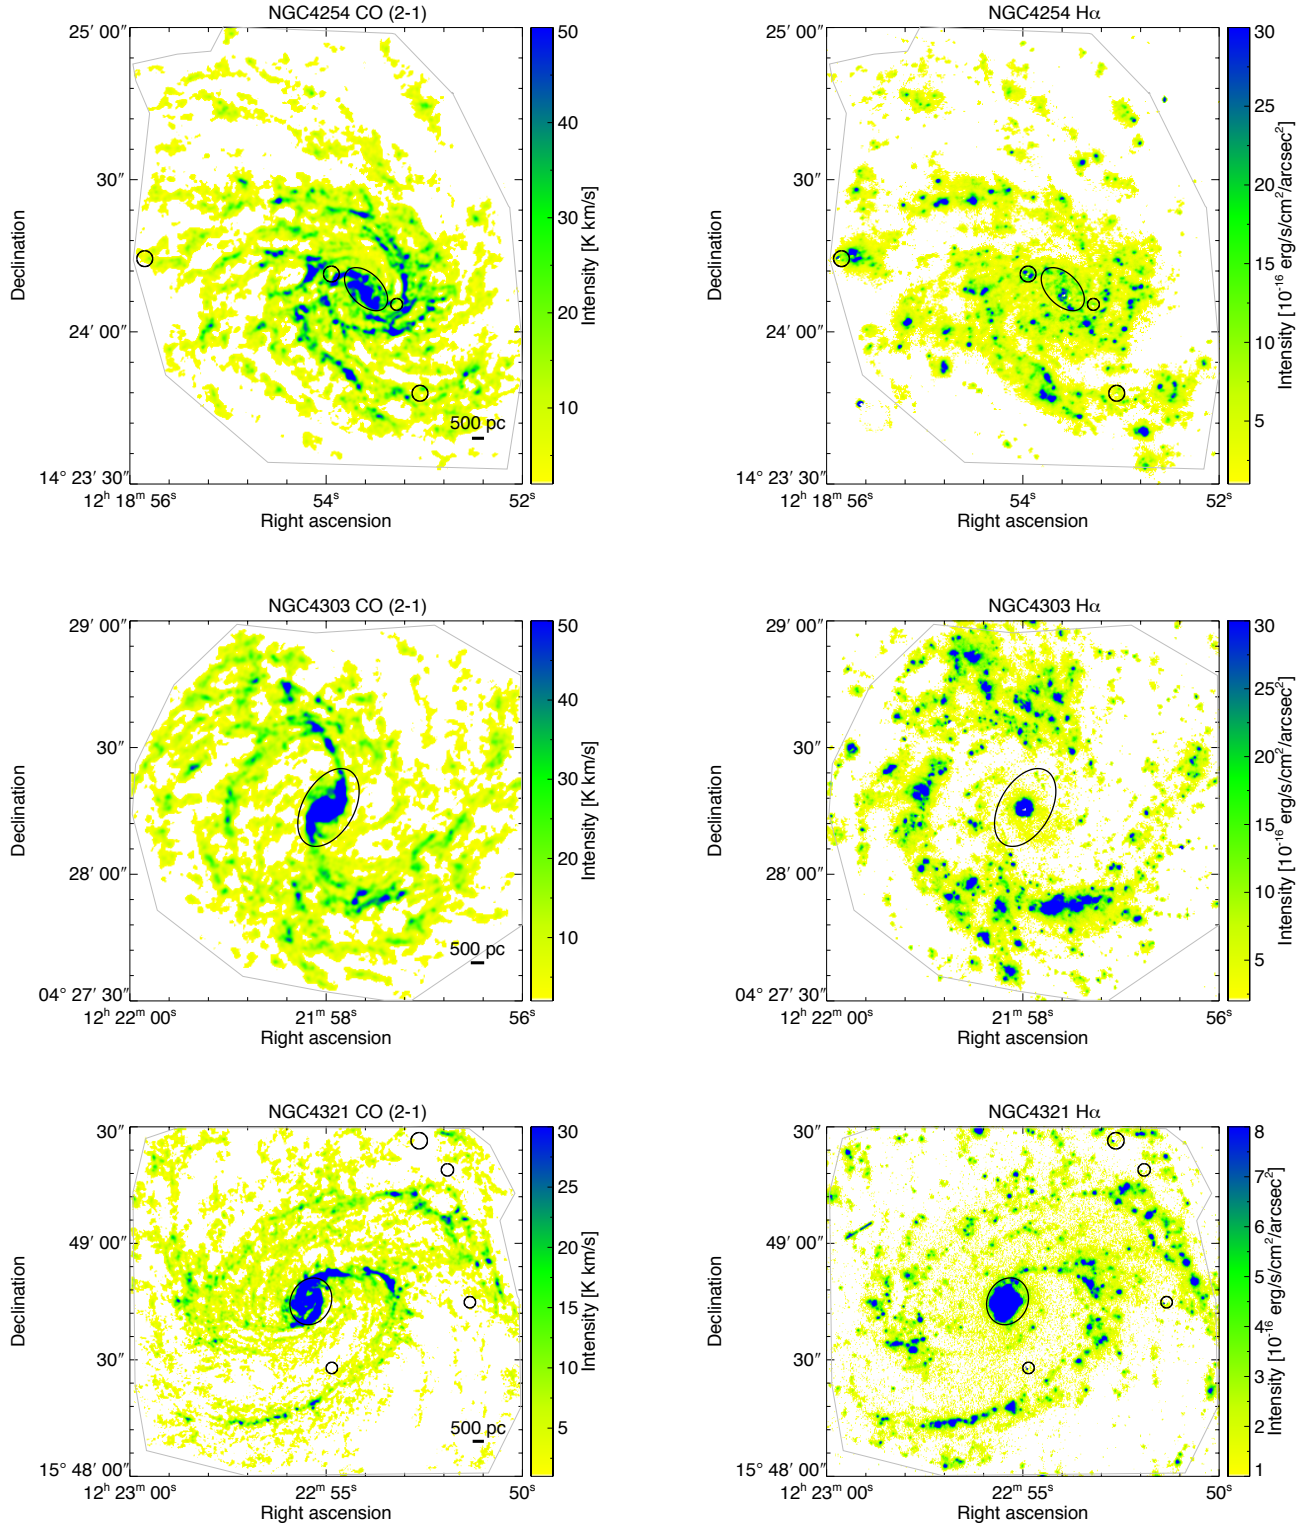 NGC4254 CO (2-1)
25′ 00″
30″
24′ 00″
14° 23′ 30″
12ʰ 18ᵐ 56ˢ
54ˢ
52ˢ
Right ascension
Declination
500 pc
50
40
30
20
10
Intensity [K km/s]
NGC4254 Hα
25′ 00″
30″
24′ 00″
14° 23′ 30″
12ʰ 18ᵐ 56ˢ
54ˢ
52ˢ
Right ascension
Declination
30
25
20
15
10
5
Intensity [10⁻¹⁶ erg/s/cm²/arcsec²]
NGC4303 CO (2-1)
29′ 00″
30″
28′ 00″
04° 27′ 30″
12ʰ 22ᵐ 00ˢ
21ᵐ 58ˢ
56ˢ
Right ascension
Declination
500 pc
50
40
30
20
10
Intensity [K km/s]
NGC4303 Hα
29′ 00″
30″
28′ 00″
04° 27′ 30″
12ʰ 22ᵐ 00ˢ
21ᵐ 58ˢ
56ˢ
Right ascension
Declination
30
25
20
15
10
5
Intensity [10⁻¹⁶ erg/s/cm²/arcsec²]
NGC4321 CO (2-1)
30″
49′ 00″
30″
15° 48′ 00″
12ʰ 23ᵐ 00ˢ
22ᵐ 55ˢ
50ˢ
Right ascension
Declination
500 pc
30
25
20
15
10
5
Intensity [K km/s]
NGC4321 Hα
30″
49′ 00″
30″
15° 48′ 00″
12ʰ 23ᵐ 00ˢ
22ᵐ 55ˢ
50ˢ
Right ascension
Declination
8
7
6
5
4
3
2
1
Intensity [10⁻¹⁶ erg/s/cm²/arcsec²]